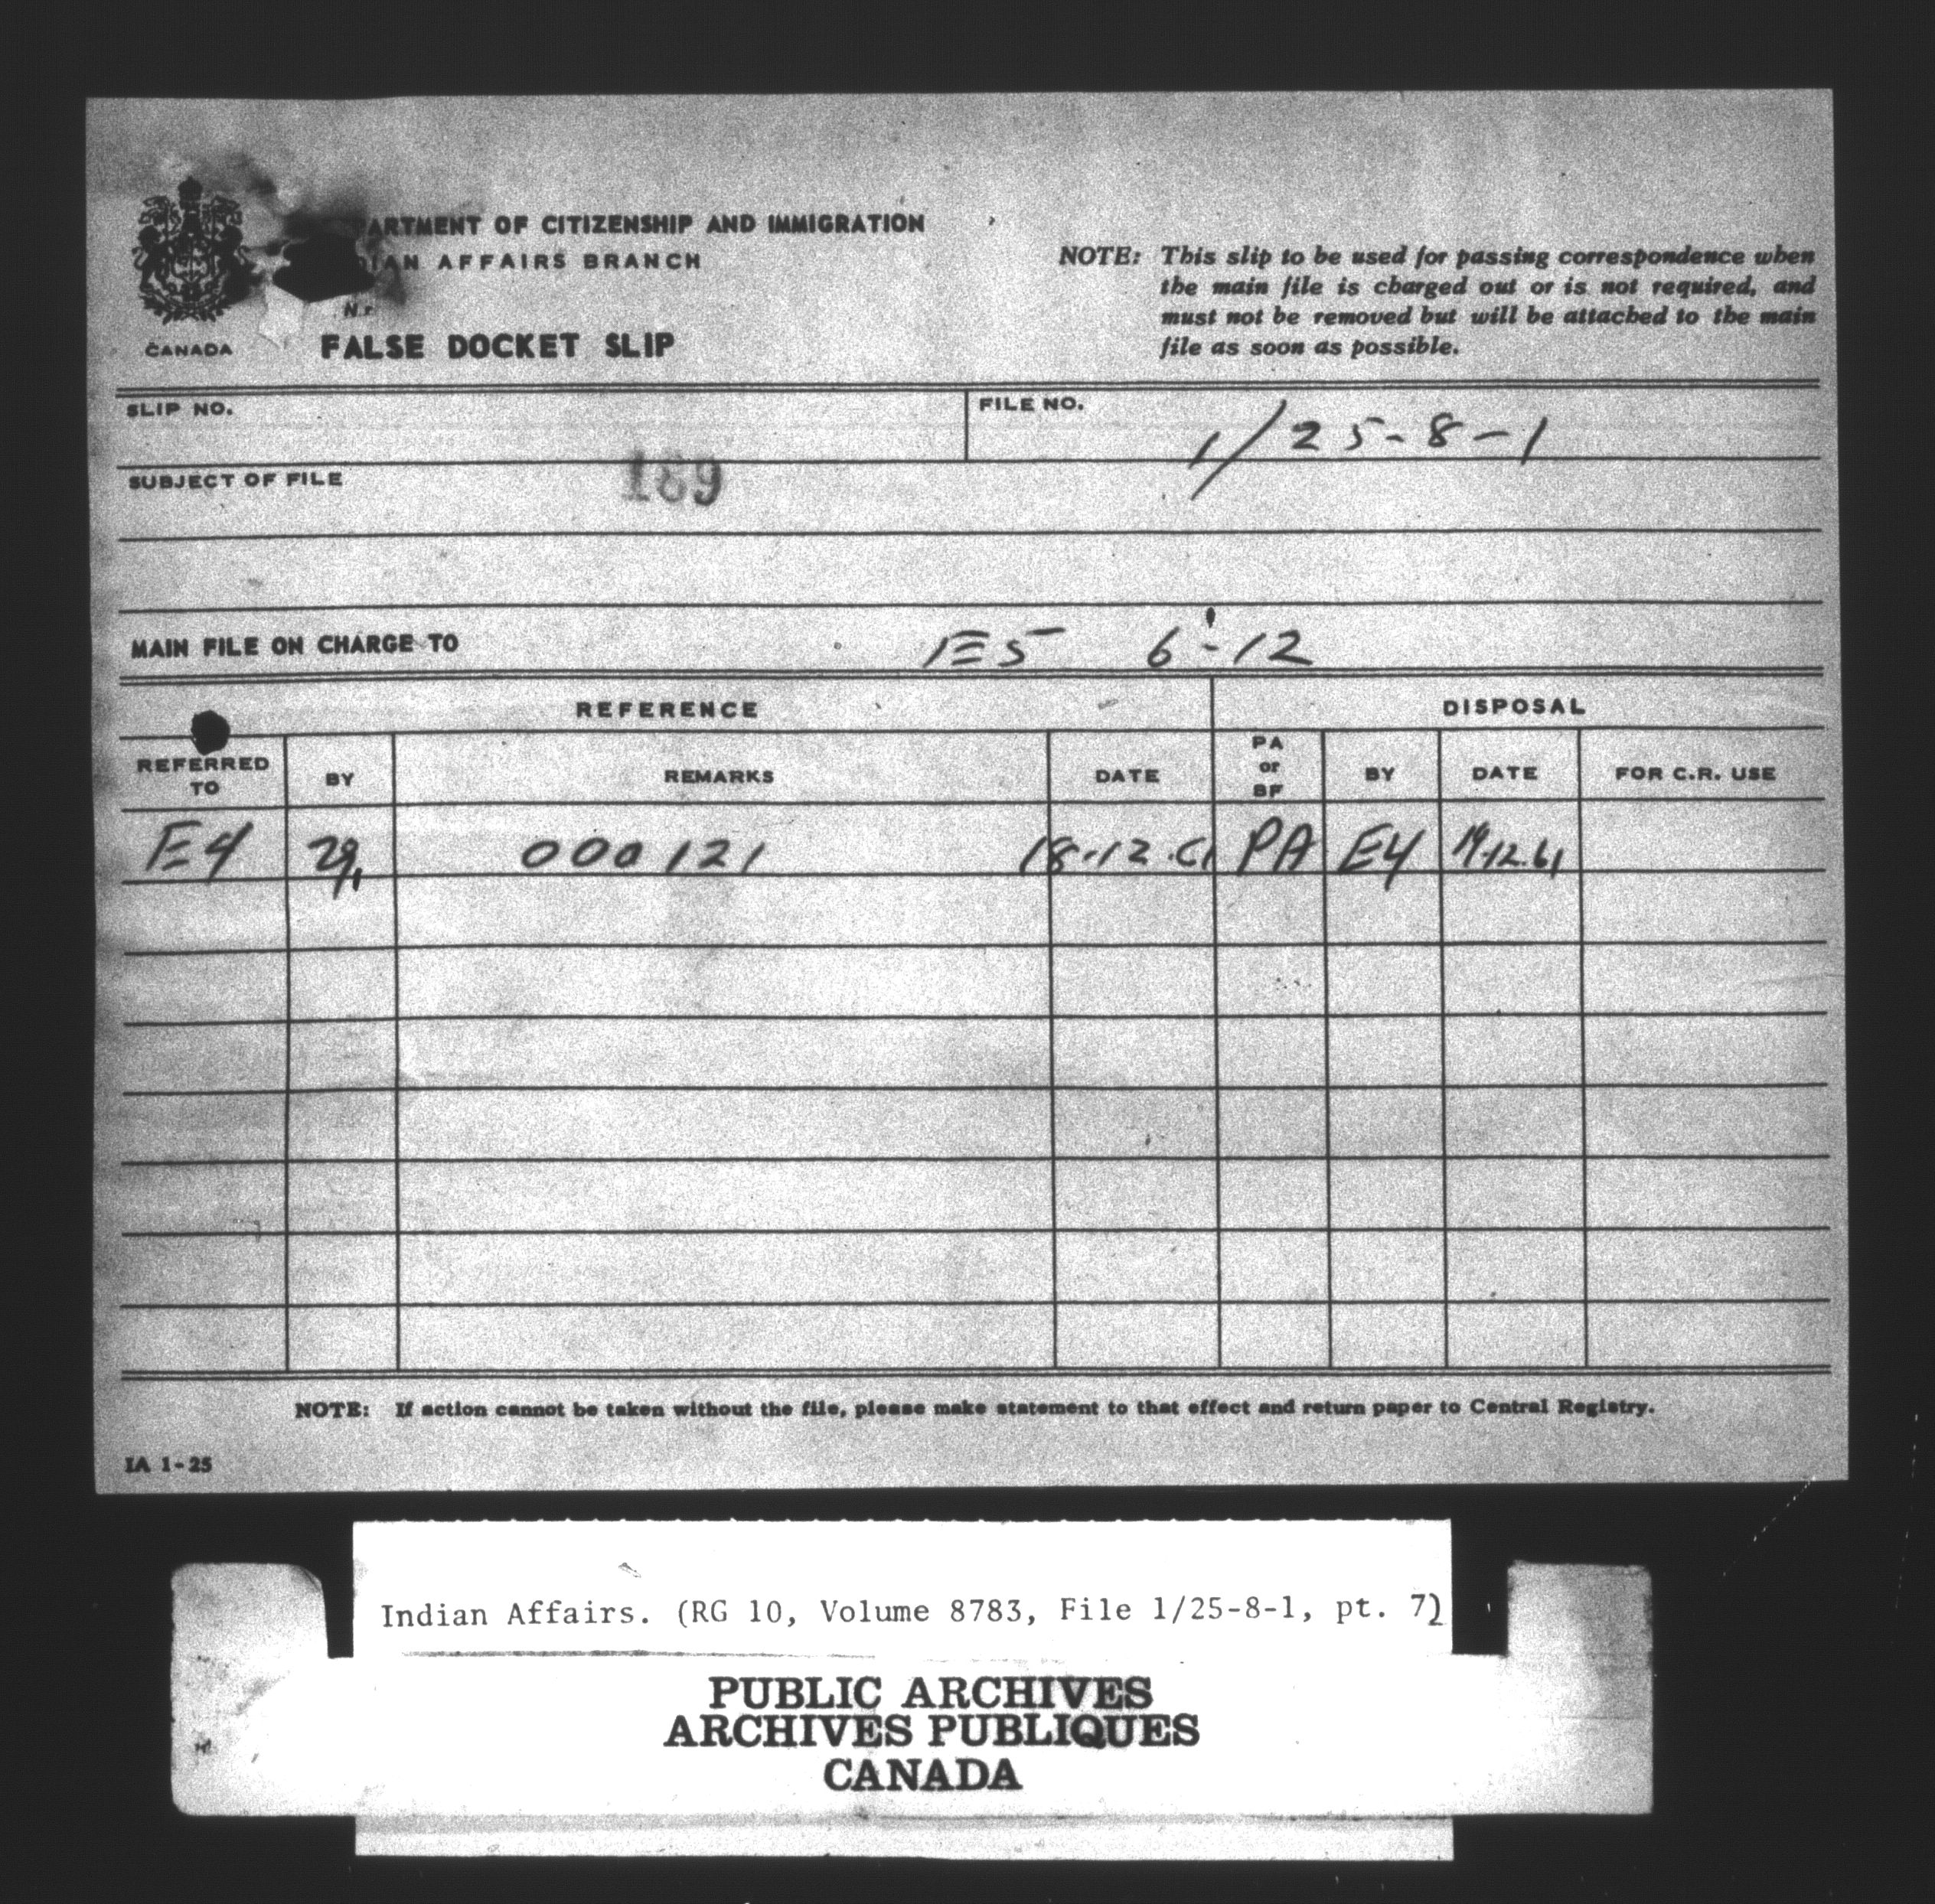 ARTMENT OF CITIZENSHIP AND IMMIGRATION
IAN AFFAIRS BRANCH
CANADA
FALSE DOCKET SLIP
NOTE: This slip to be used for passing correspondence when
the main file is charged out or is not required, and
must not be removed but will be attached to the main
file as soon as possible.
SLIP NO.
FILE NO. 1/25-8-1
SUBJECT OF FILE
189
MAIN FILE ON CHARGE TO E5 6-12
REFERENCE DISPOSAL
REFERRED TO BY REMARKS DATE PA or BF BY DATE FOR C.R. USE
E4 000121 18-12.61 PA E4 19.12.61
NOTE: If action cannot be taken without the file, please make statement to that effect and return paper to Central Registry.
IA 1-25
Indian Affairs. (RG 10, Volume 8783, File 1/25-8-1, pt. 7)
PUBLIC ARCHIVES
ARCHIVES PUBLIQUES
CANADA